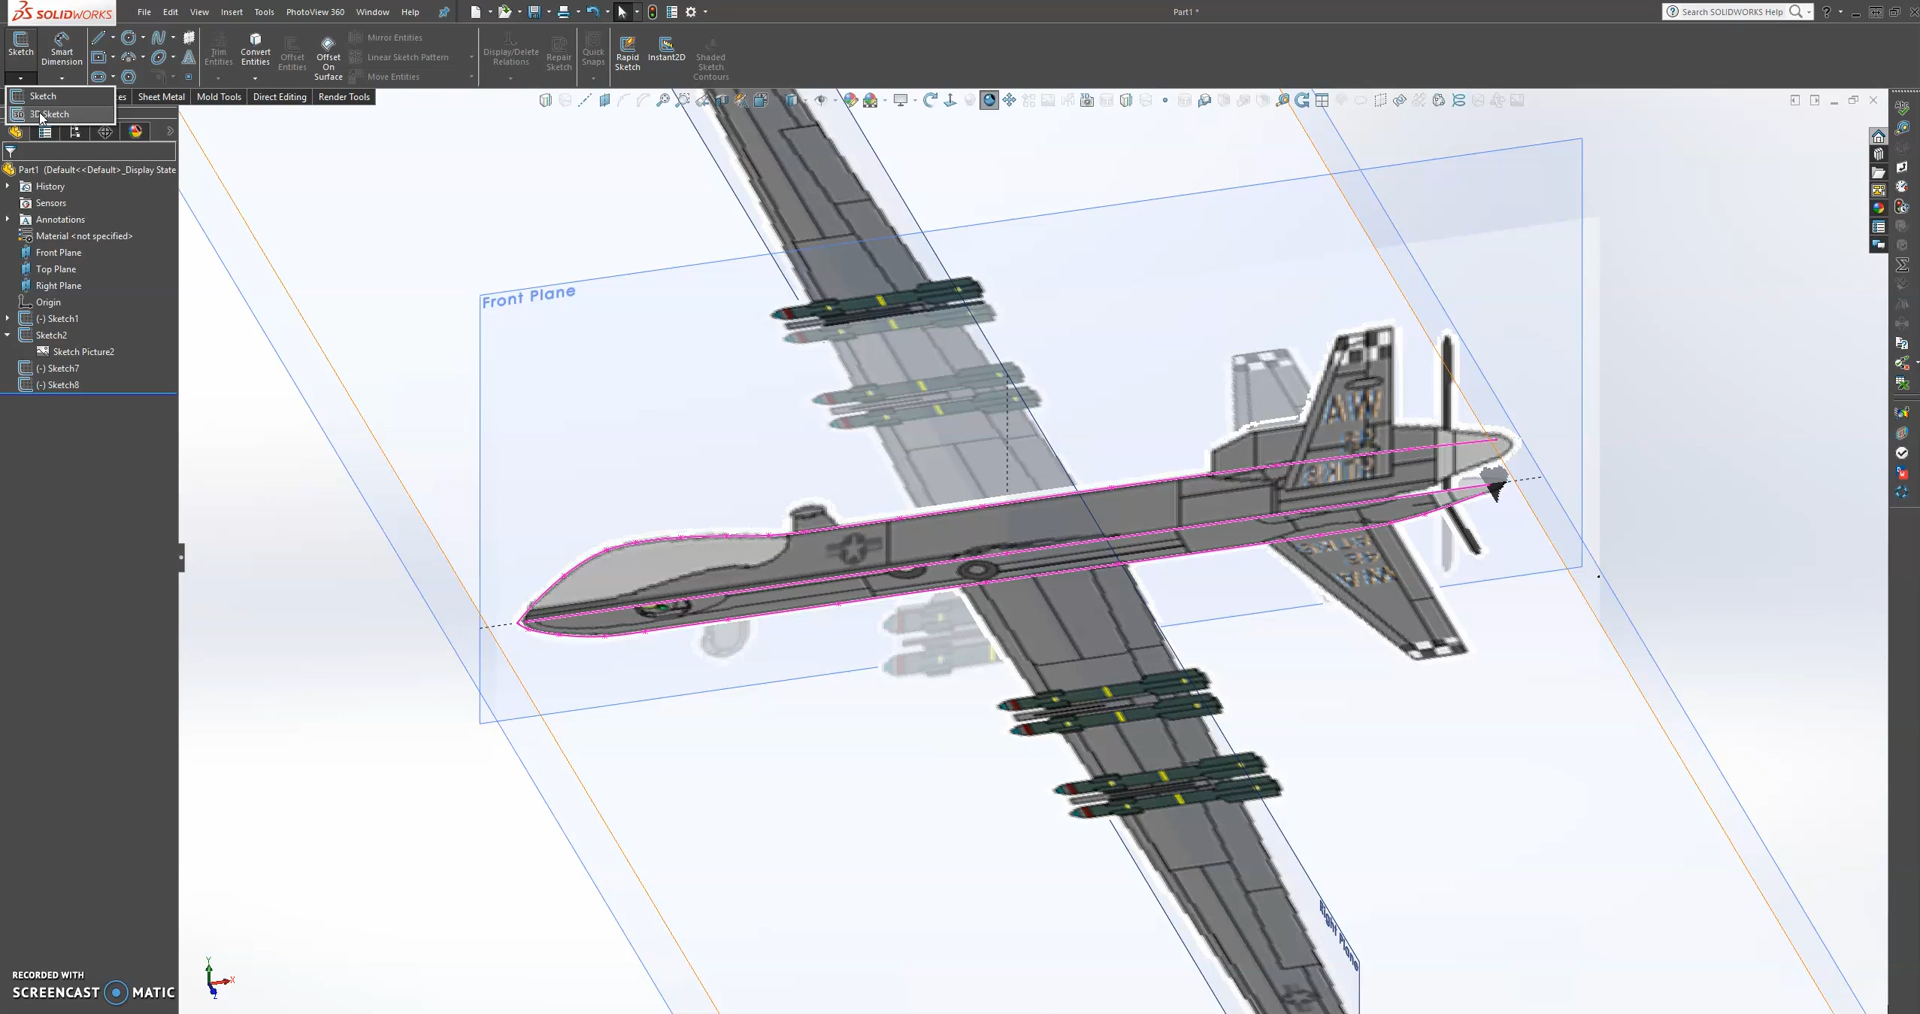 SOLIDWORKS
File Edit View Insert Tools PhotoView 360 Window Help
Part1 *
Search SOLIDWORKS Help
Sketch
Smart Dimension
Trim Entities
Convert Entities
Offset Entities
Offset On Surface
Mirror Entities
Linear Sketch Pattern
Move Entities
Display/Delete Relations
Repair Sketch
Quick Snaps
Rapid Sketch
Instant2D
Shaded Sketch Contours
Sketch
3D Sketch
Sheet Metal Mold Tools Direct Editing Render Tools
Part1 (Default<<Default>_Display State
History
Sensors
Annotations
Material <not specified>
Front Plane
Top Plane
Right Plane
Origin
(-) Sketch1
Sketch2
Sketch Picture2
(-) Sketch7
(-) Sketch8
Front Plane
Right Plane
AW
Y
X
Z
RECORDED WITH
SCREENCAST MATIC